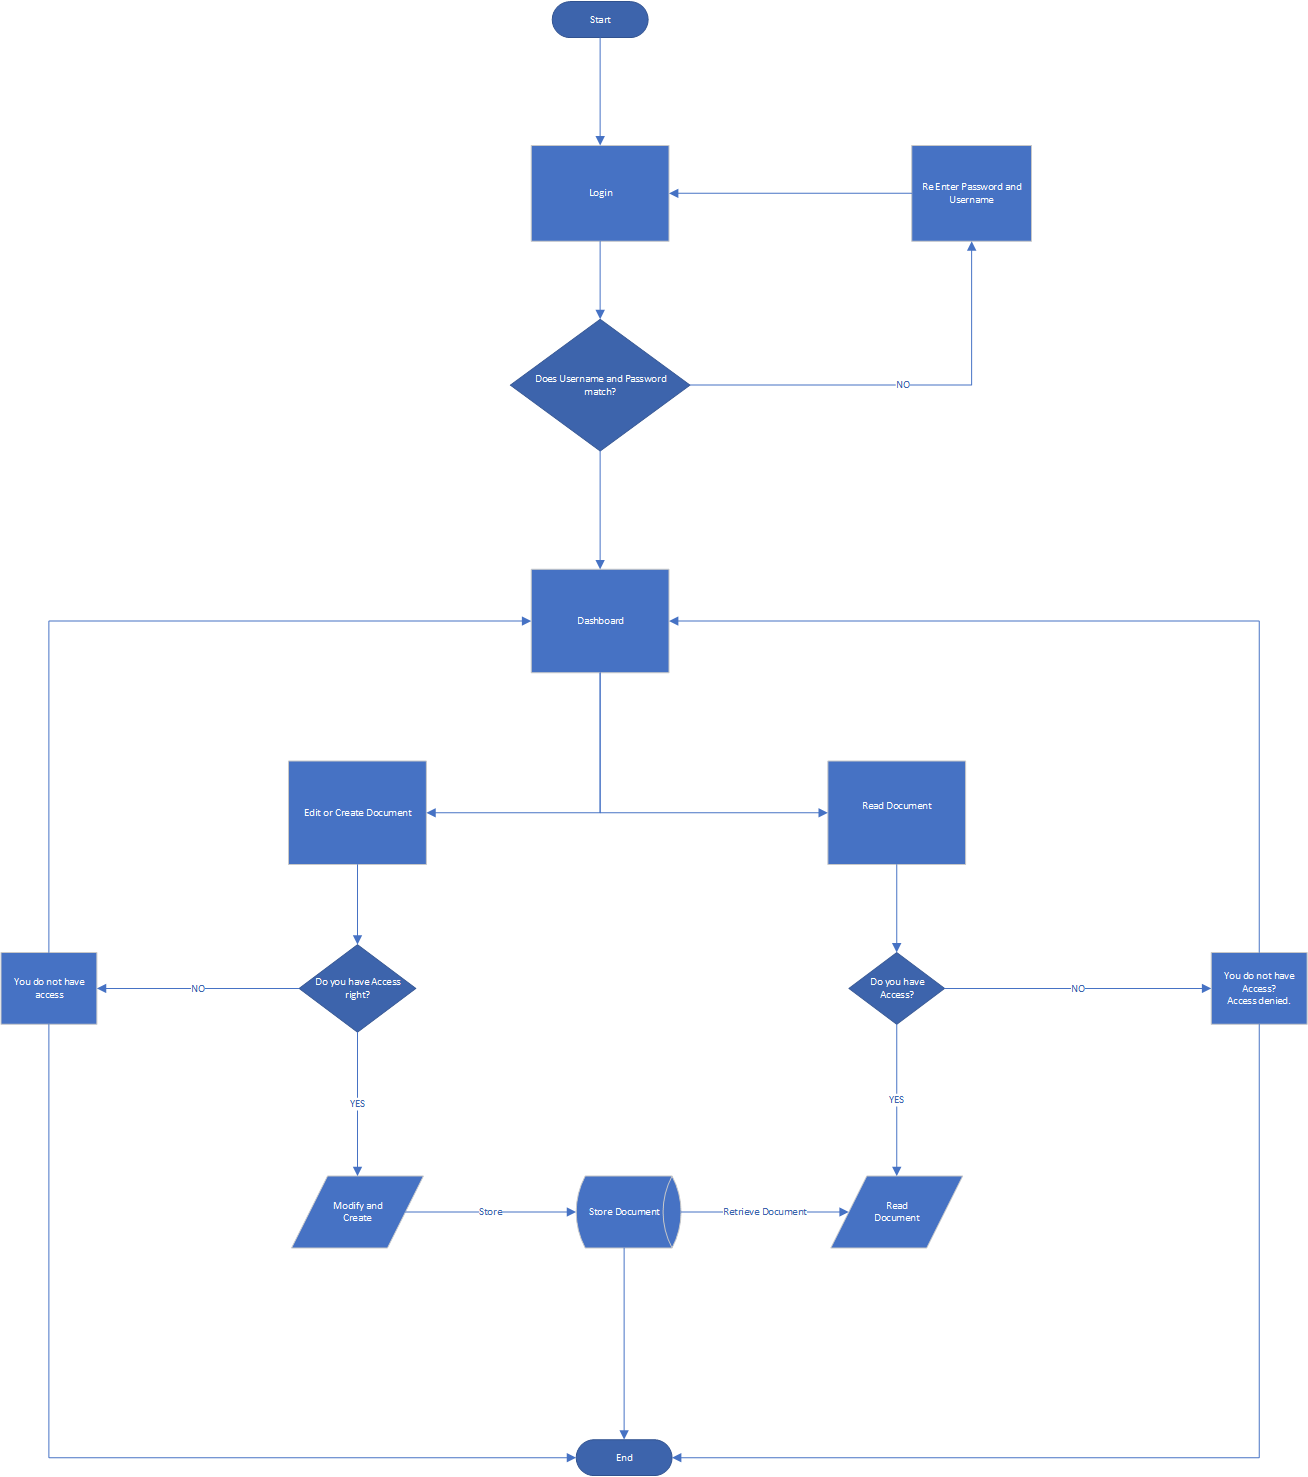 Start
Login
Re Enter Password and
Username
Does Username and Password
match?
NO
Dashboard
Edit or Create Document
Read Document
You do not have
access
NO
Do you have Access
right?
Do you have
Access?
NO
You do not have
Access?
Access denied.
YES
YES
Modify and
Create
Store
Store Document
Retrieve Document
Read
Document
End